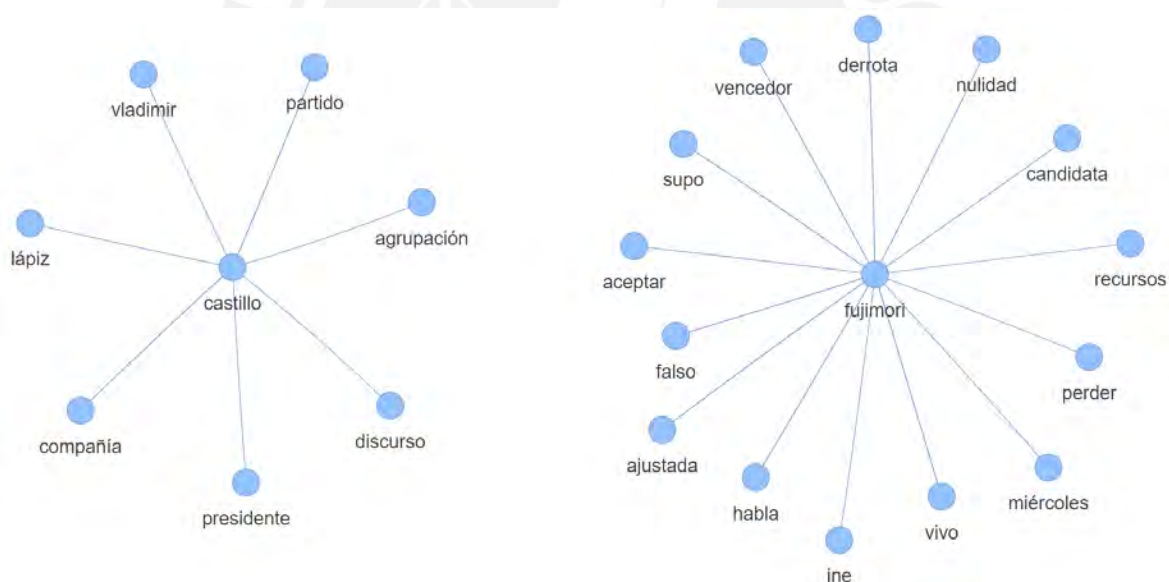 vladimir
partido
lápiz
agrupación
castillo
compañía
discurso
presidente
derrota
vencedor
nulidad
supo
candidata
aceptar
recursos
fujimori
falso
perder
ajustada
habla
miércoles
vivo
ine